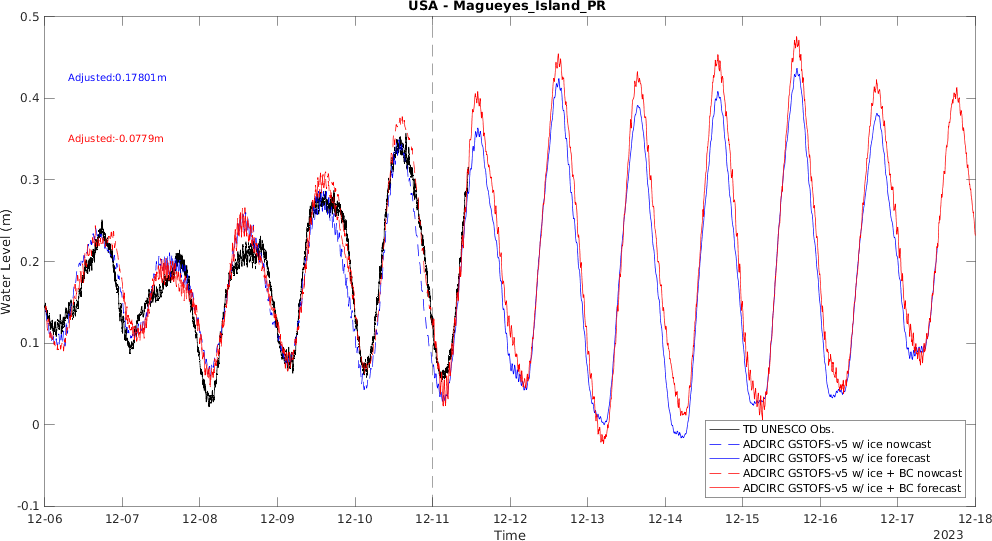 USA - Magueyes_Island_PR
0.5
Adjusted:0.17801m
0.4
Adjusted:-0.0779m
0.3
Water Level (m)
0.2
0.1
0
-0.1
TD UNESCO Obs.
ADCIRC GSTOFS-v5 w/ ice nowcast
ADCIRC GSTOFS-v5 w/ ice forecast
ADCIRC GSTOFS-v5 w/ ice + BC nowcast
ADCIRC GSTOFS-v5 w/ ice + BC forecast
12-06 12-07 12-08 12-09 12-10 12-11 12-12 12-13 12-14 12-15 12-16 12-17 12-18
Time
2023